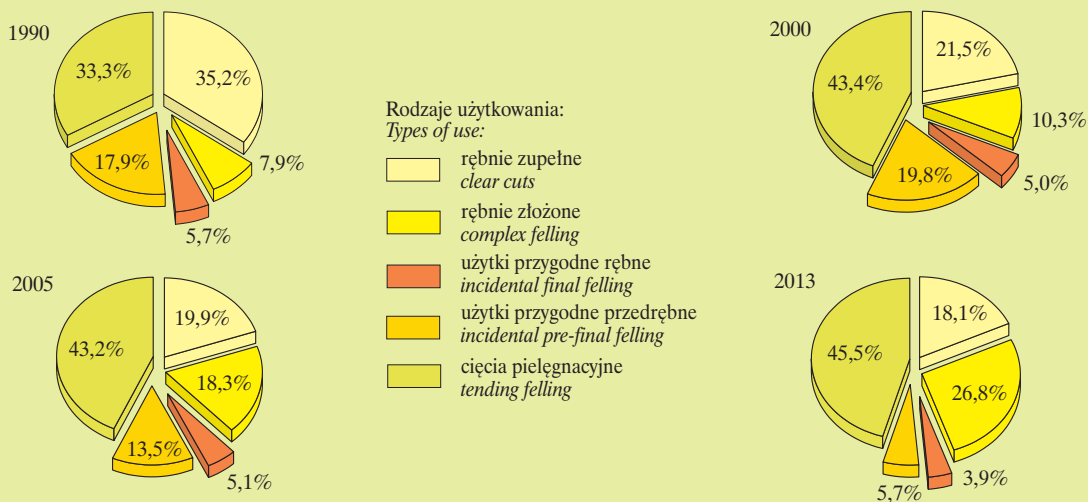 1990
33,3%
35,2%
17,9%
7,9%
5,7%
2000
21,5%
43,4%
10,3%
19,8%
5,0%
Rodzaje użytkowania:
Types of use:
rębnie zupełne
clear cuts
rębnie złożone
complex felling
użytki przygodne rębne
incidental final felling
użytki przygodne przedrębne
incidental pre-final felling
cięcia pielęgnacyjne
tending felling
2005
19,9%
43,2%
18,3%
13,5%
5,1%
2013
18,1%
45,5%
26,8%
5,7%
3,9%